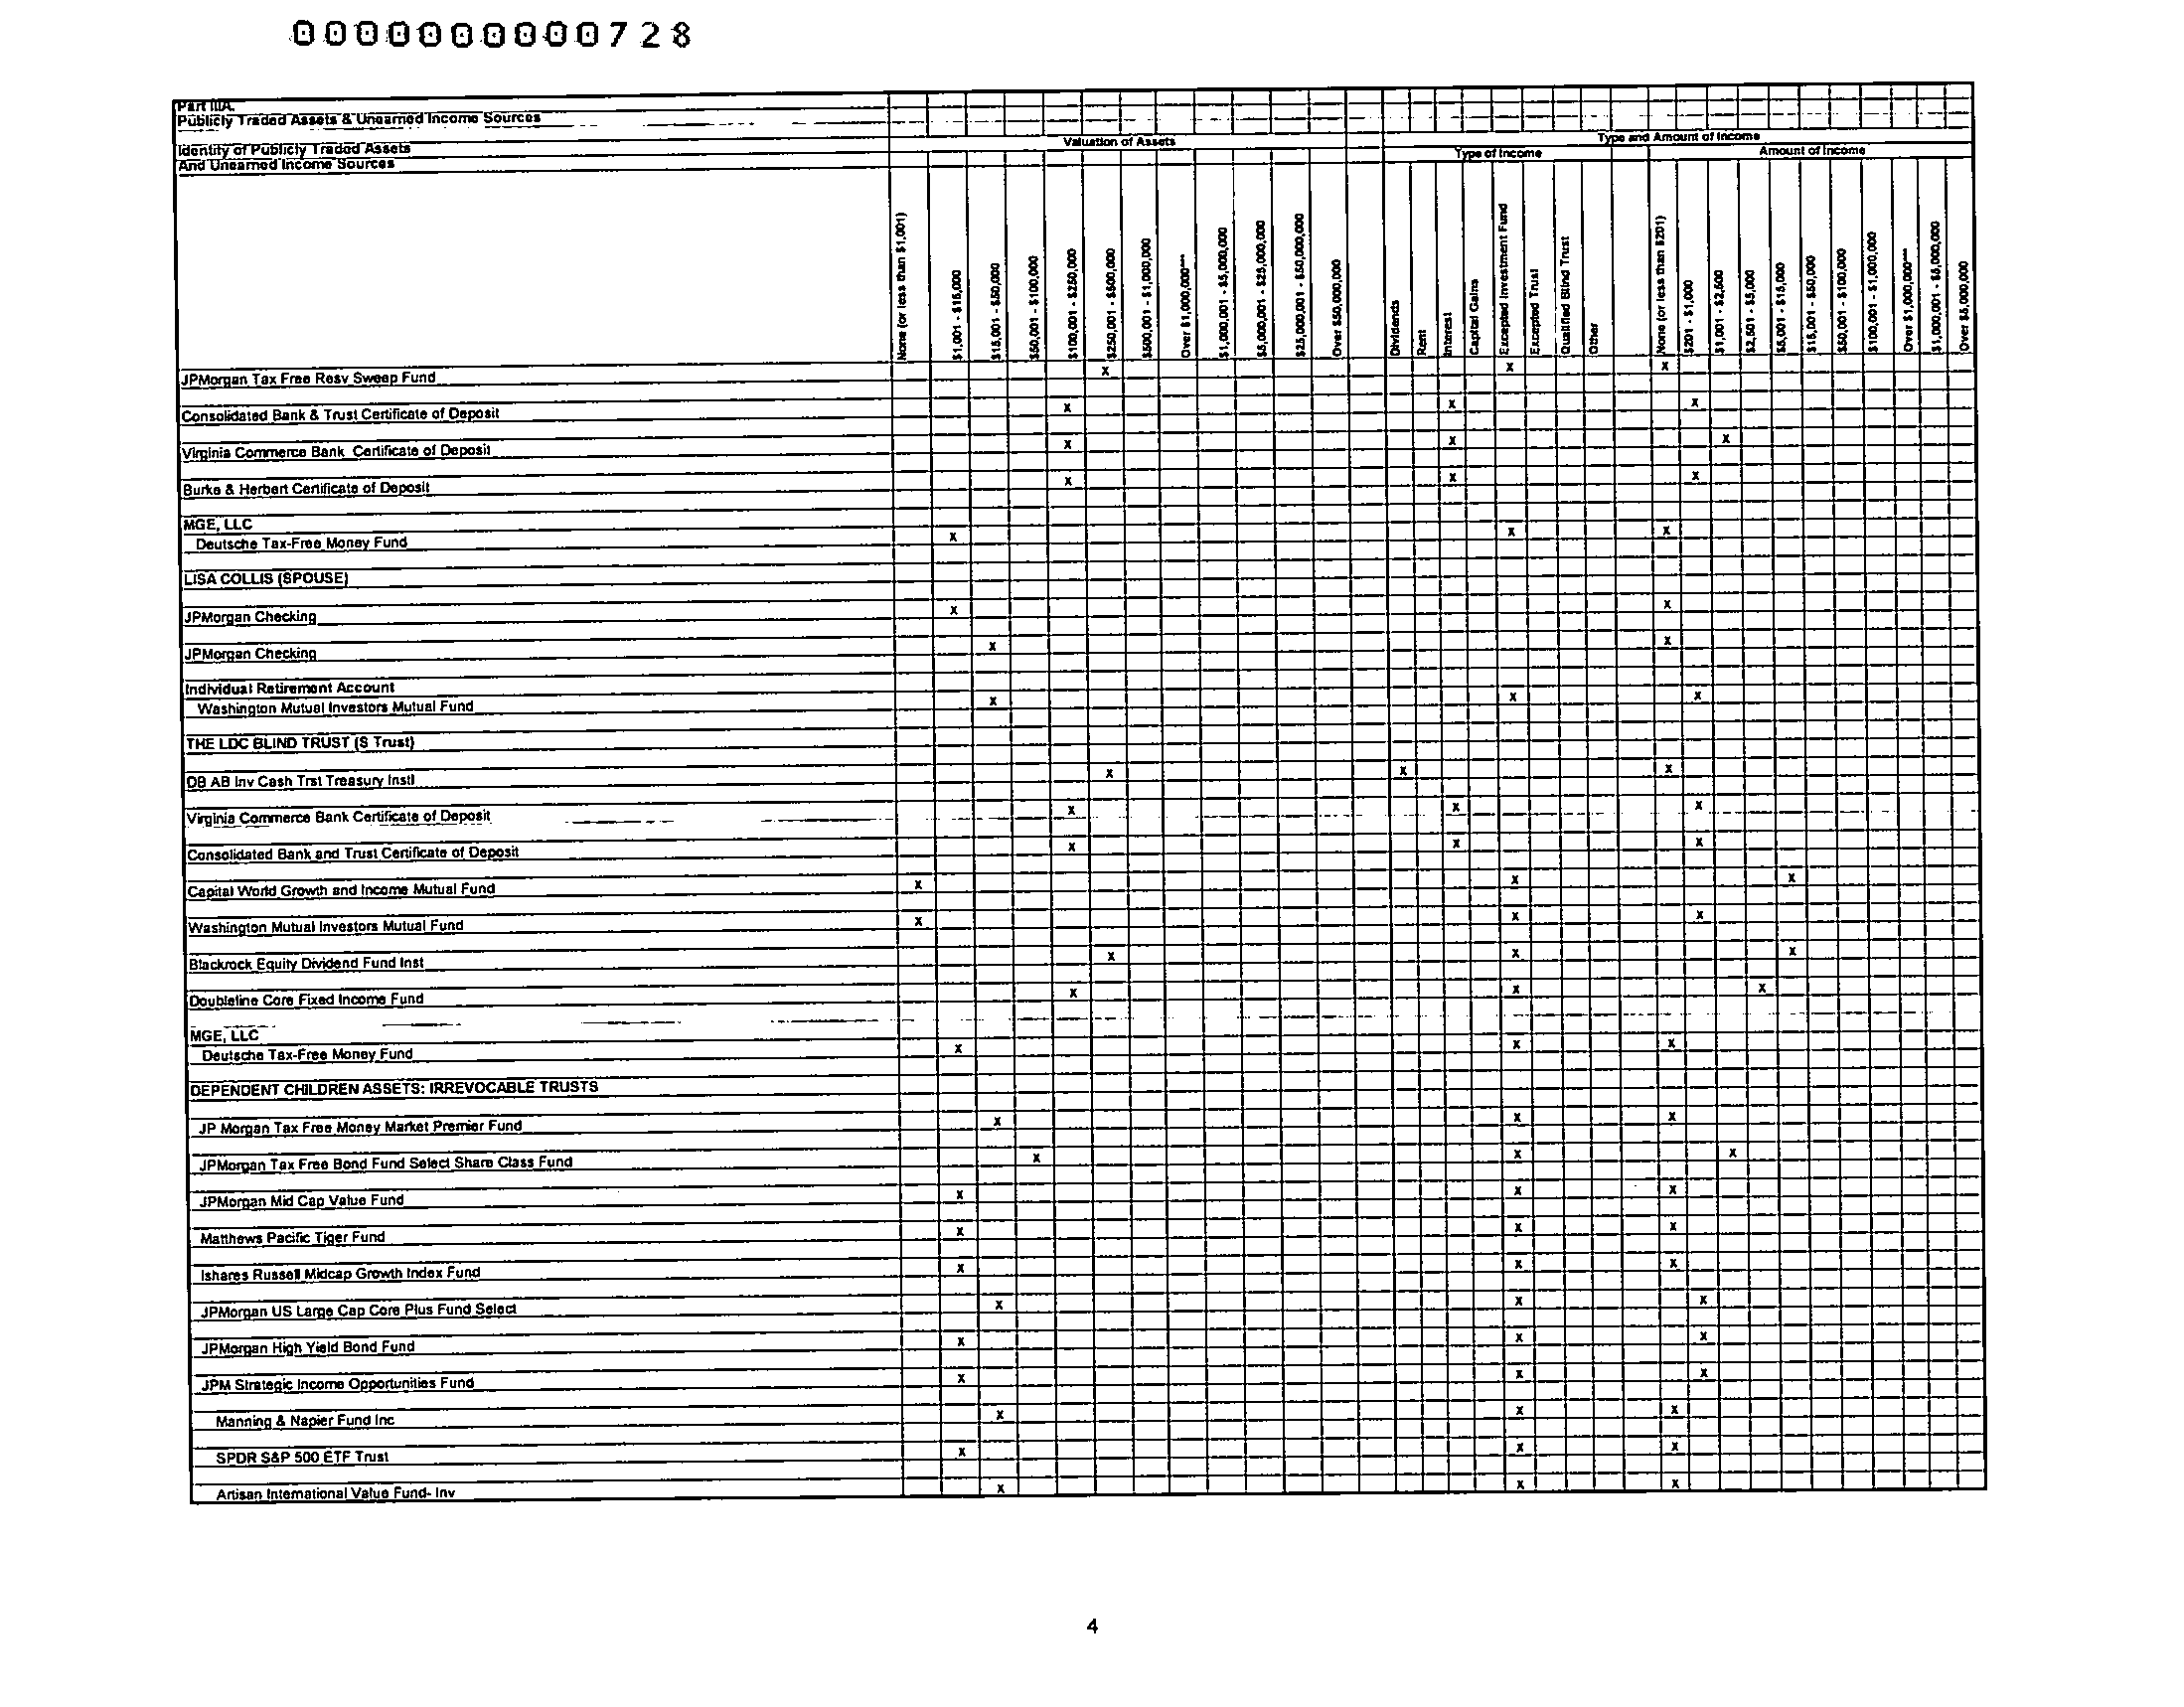 0000000000728
Part IIIA.
Publicly Traded Assets & Unearned Income Sources
Identity of Publicly Traded Assets
And Unearned Income Sources
Valuation of Assets
Type and Amount of Income
Type of Income
Amount of Income
None (or less than $1,001)
$1,001 - $15,000
$15,001 - $50,000
$50,001 - $100,000
$100,001 - $250,000
$250,001 - $500,000
$500,001 - $1,000,000
Over $1,000,000***
$1,000,001 - $5,000,000
$5,000,001 - $25,000,000
$25,000,001 - $50,000,000
Over $50,000,000
Dividends
Rent
Interest
Capital Gains
Excepted Investment Fund
Excepted Trust
Qualified Blind Trust
Other
None (or less than $201)
$201 - $1,000
$1,001 - $2,500
$2,501 - $5,000
$5,001 - $15,000
$15,001 - $50,000
$50,001 - $100,000
$100,001 - $1,000,000
Over $1,000,000***
$1,000,001 - $5,000,000
Over $5,000,000
JPMorgan Tax Free Resv Sweep Fund X X X
Consolidated Bank & Trust Certificate of Deposit X X X
Virginia Commerce Bank Certificate of Deposit X X X
Burke & Herbert Certificate of Deposit X X X
MGE, LLC
Deutsche Tax-Free Money Fund X X X
LISA COLLIS (SPOUSE)
JPMorgan Checking X X
JPMorgan Checking X X
Individual Retirement Account
Washington Mutual Investors Mutual Fund X X X
THE LDC BLIND TRUST (S Trust)
DB AB Inv Cash Trst Treasury Instl X X X
Virginia Commerce Bank Certificate of Deposit X X X
Consolidated Bank and Trust Certificate of Deposit X X X
Capital World Growth and Income Mutual Fund X X X
Washington Mutual Investors Mutual Fund X X X
Blackrock Equity Dividend Fund Inst X X X
Doubleline Core Fixed Income Fund X X X
MGE, LLC
Deutsche Tax-Free Money Fund X X X
DEPENDENT CHILDREN ASSETS: IRREVOCABLE TRUSTS
JP Morgan Tax Free Money Market Premier Fund X X X
JPMorgan Tax Free Bond Fund Select Share Class Fund X X X
JPMorgan Mid Cap Value Fund X X X
Matthews Pacific Tiger Fund X X X
Ishares Russell Midcap Growth Index Fund X X X
JPMorgan US Large Cap Core Plus Fund Select X X X
JPMorgan High Yield Bond Fund X X X
JPM Strategic Income Opportunities Fund X X X
Manning & Napier Fund Inc X X X
SPDR S&P 500 ETF Trust X X X
Artisan International Value Fund- Inv X X X
4